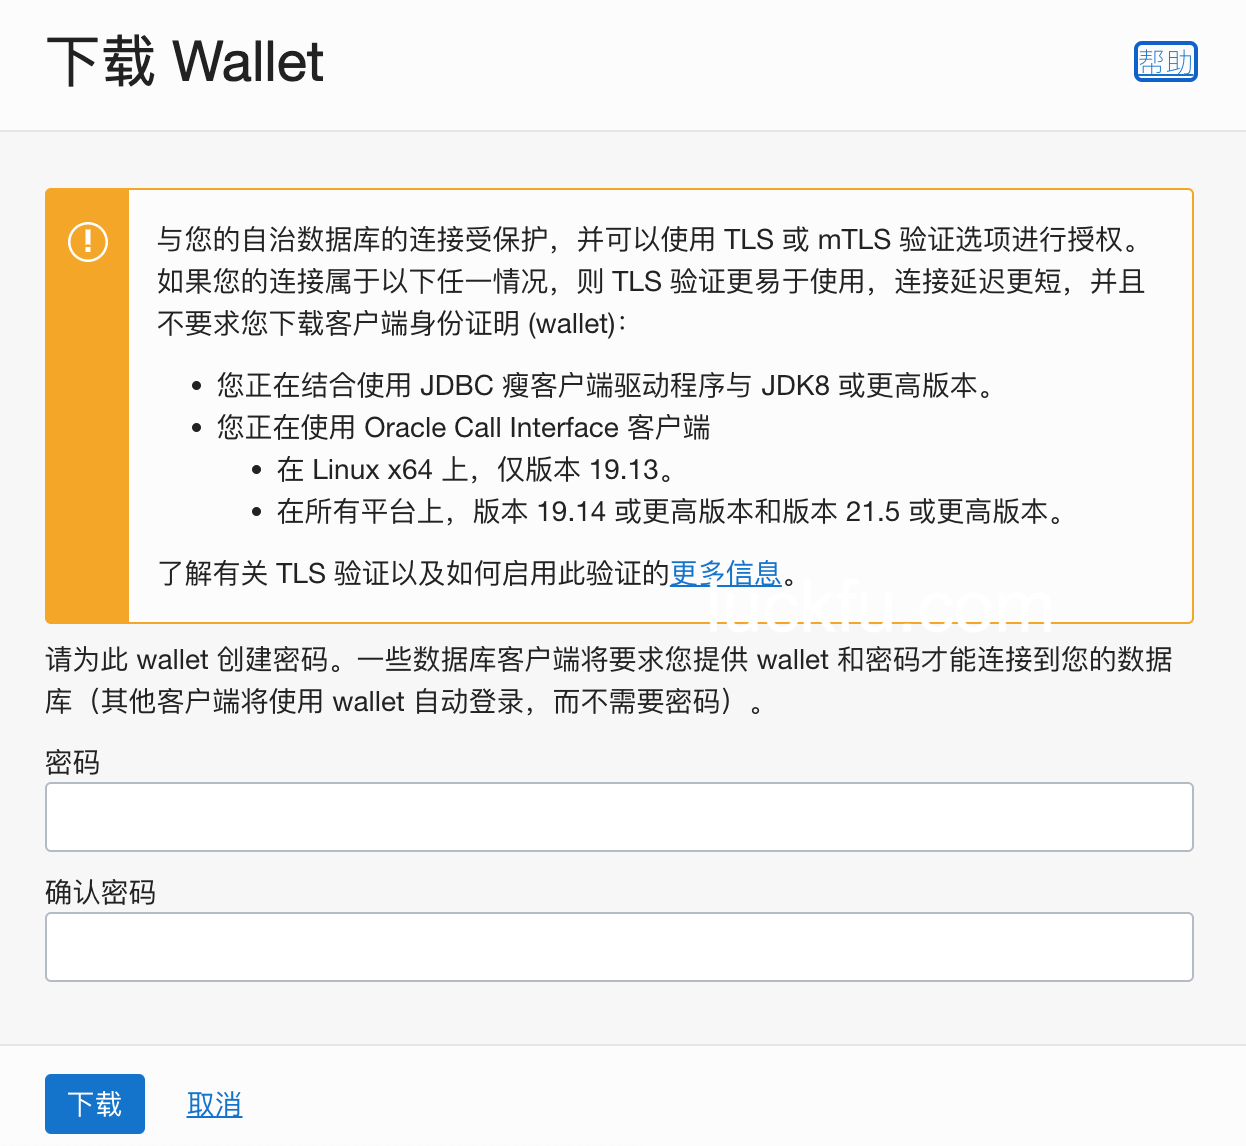 下载 Wallet
帮助
与您的自治数据库的连接受保护，并可以使用 TLS 或 mTLS 验证选项进行授权。
如果您的连接属于以下任一情况，则 TLS 验证更易于使用，连接延迟更短，并且
不要求您下载客户端身份证明 (wallet)：
• 您正在结合使用 JDBC 瘦客户端驱动程序与 JDK8 或更高版本。
• 您正在使用 Oracle Call Interface 客户端
• 在 Linux x64 上，仅版本 19.13。
• 在所有平台上，版本 19.14 或更高版本和版本 21.5 或更高版本。
了解有关 TLS 验证以及如何启用此验证的更多信息。
luckfu.com
请为此 wallet 创建密码。一些数据库客户端将要求您提供 wallet 和密码才能连接到您的数据
库（其他客户端将使用 wallet 自动登录，而不需要密码）。
密码
确认密码
下载
取消